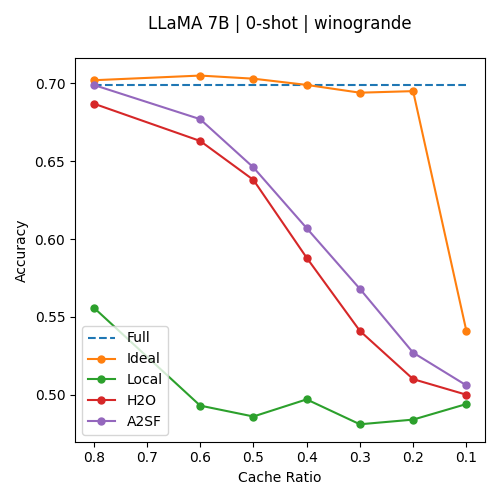 LLaMA 7B | 0-shot | winogrande
0.70
0.65
0.60
0.55
0.50
Accuracy
Full
Ideal
Local
H2O
A2SF
0.8 0.7 0.6 0.5 0.4 0.3 0.2 0.1
Cache Ratio